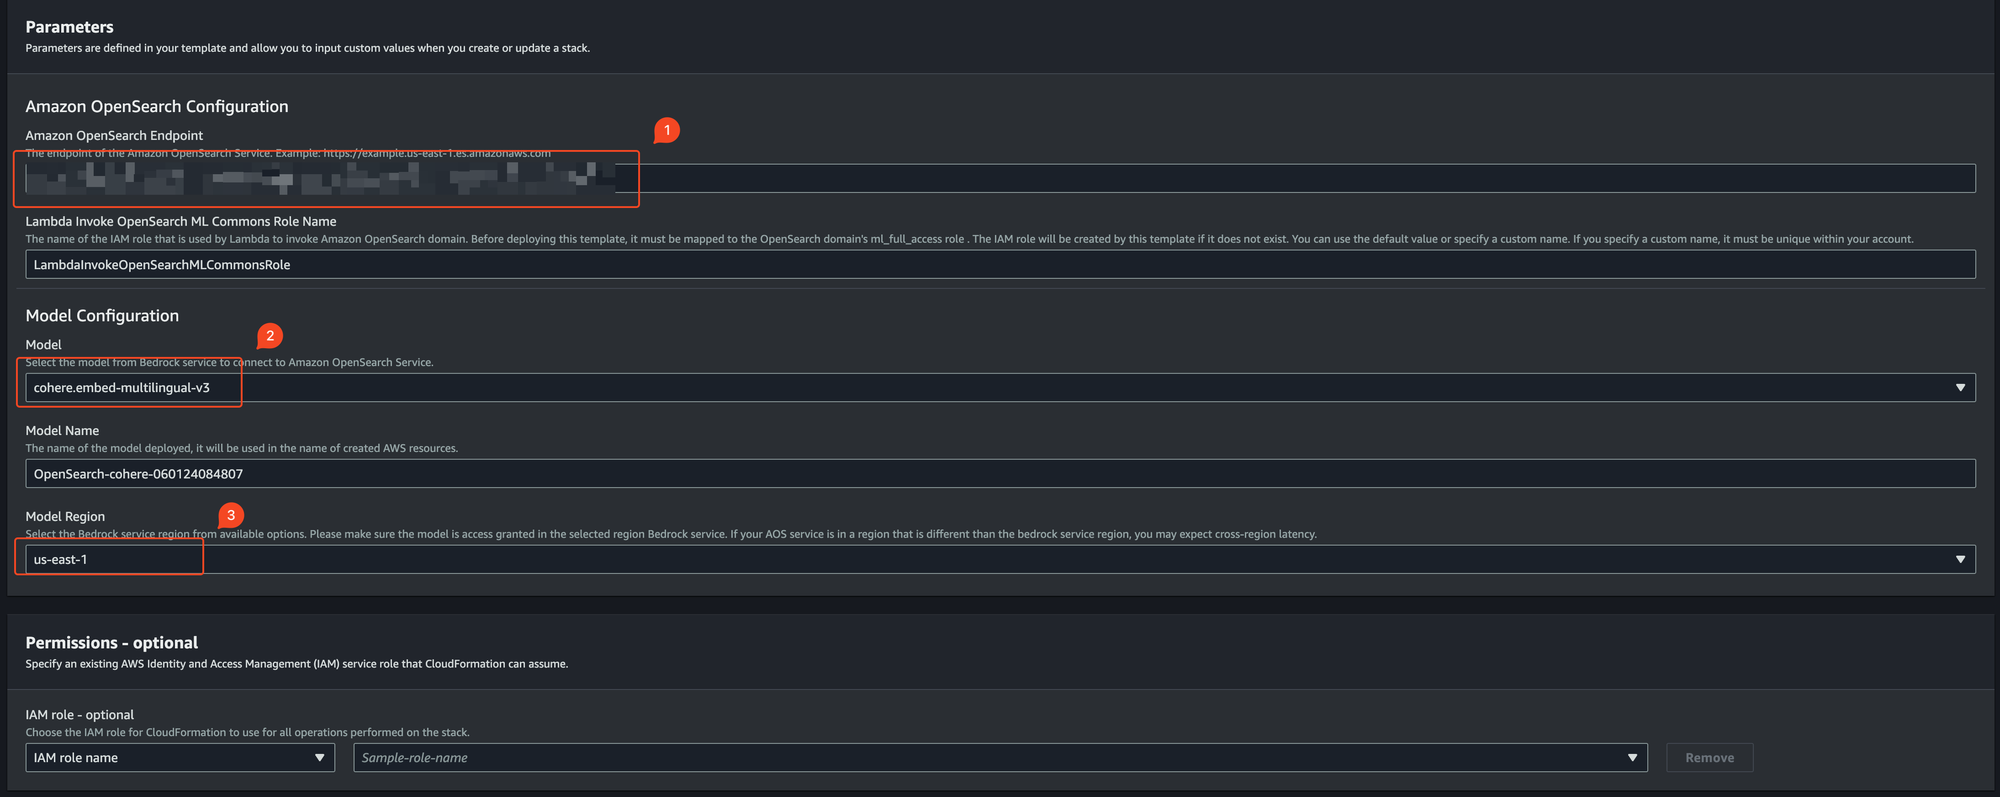 Parameters
Parameters are defined in your template and allow you to input custom values when you create or update a stack.
Amazon OpenSearch Configuration
Amazon OpenSearch Endpoint
1
The endpoint of the Amazon OpenSearch Service. Example: https://example.us-east-1.es.amazonaws.com
Lambda Invoke OpenSearch ML Commons Role Name
The name of the IAM role that is used by Lambda to invoke Amazon OpenSearch domain. Before deploying this template, it must be mapped to the OpenSearch domain's ml_full_access role . The IAM role will be created by this template if it does not exist. You can use the default value or specify a custom name. If you specify a custom name, it must be unique within your account.
LambdaInvokeOpenSearchMLCommonsRole
Model Configuration
2
Model
Select the model from Bedrock service to connect to Amazon OpenSearch Service.
cohere.embed-multilingual-v3
Model Name
The name of the model deployed, it will be used in the name of created AWS resources.
OpenSearch-cohere-060124084807
Model Region
3
Select the Bedrock service region from available options. Please make sure the model is access granted in the selected region Bedrock service. If your AOS service is in a region that is different than the bedrock service region, you may expect cross-region latency.
us-east-1
Permissions - optional
Specify an existing AWS Identity and Access Management (IAM) service role that CloudFormation can assume.
IAM role - optional
Choose the IAM role for CloudFormation to use for all operations performed on the stack.
IAM role name
Sample-role-name
Remove